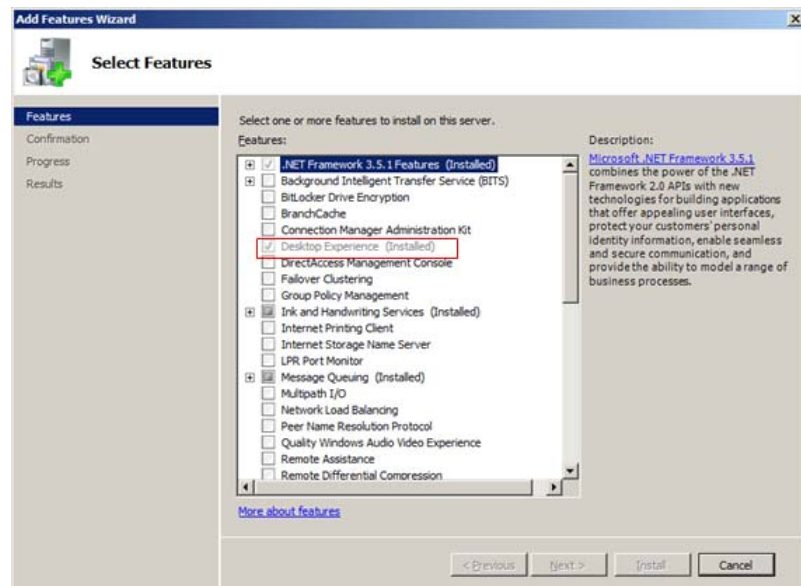 Add Features Wizard
Select Features
Features
Confirmation
Progress
Results
Select one or more features to install on this server.
Features:
.NET Framework 3.5.1 Features (Installed)
Background Intelligent Transfer Service (BITS)
BitLocker Drive Encryption
BranchCache
Connection Manager Administration Kit
Desktop Experience (Installed)
DirectAccess Management Console
Failover Clustering
Group Policy Management
Ink and Handwriting Services (Installed)
Internet Printing Client
Internet Storage Name Server
LPR Port Monitor
Message Queuing (Installed)
Multipath I/O
Network Load Balancing
Peer Name Resolution Protocol
Quality Windows Audio Video Experience
Remote Assistance
Remote Differential Compression
More about features
Description:
Microsoft .NET Framework 3.5.1
combines the power of the .NET
Framework 2.0 APIs with new
technologies for building applications
that offer appealing user interfaces,
protect your customers' personal
identity information, enable seamless
and secure communication, and
provide the ability to model a range of
business processes.
< Previous
Next >
Install
Cancel